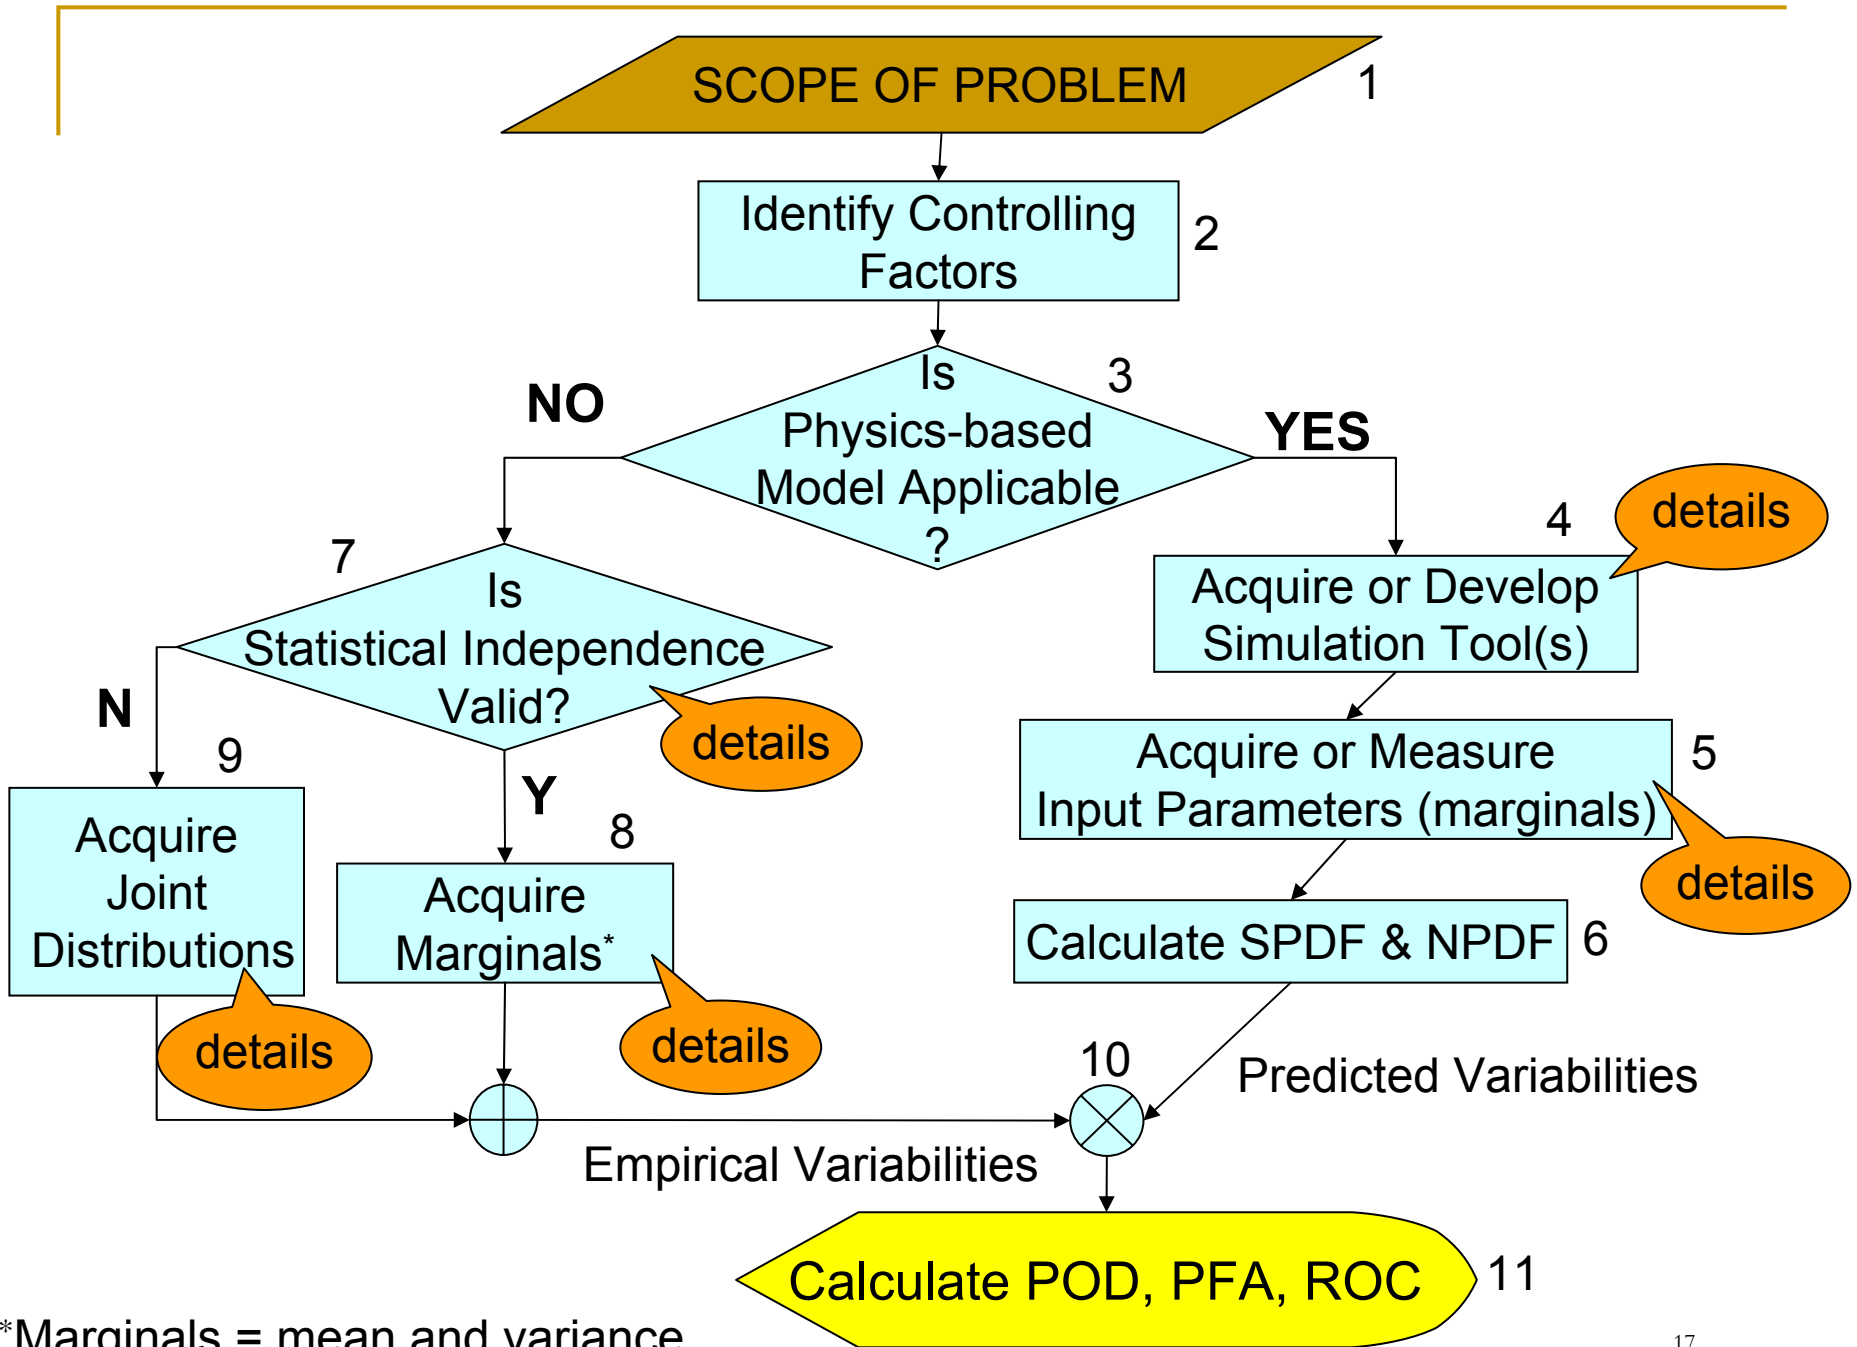 SCOPE OF PROBLEM
1
Identify Controlling
Factors
2
Is
Physics-based
Model Applicable
?
3
NO
YES
details
4
Acquire or Develop
Simulation Tool(s)
7
Is
Statistical Independence
Valid?
details
N
Y
Acquire or Measure
Input Parameters (marginals)
5
details
9
Acquire
Joint
Distributions
details
8
Acquire
Marginals*
details
Calculate SPDF & NPDF
6
10
Predicted Variabilities
Empirical Variabilities
Calculate POD, PFA, ROC
11
*Marginals = mean and variance
17